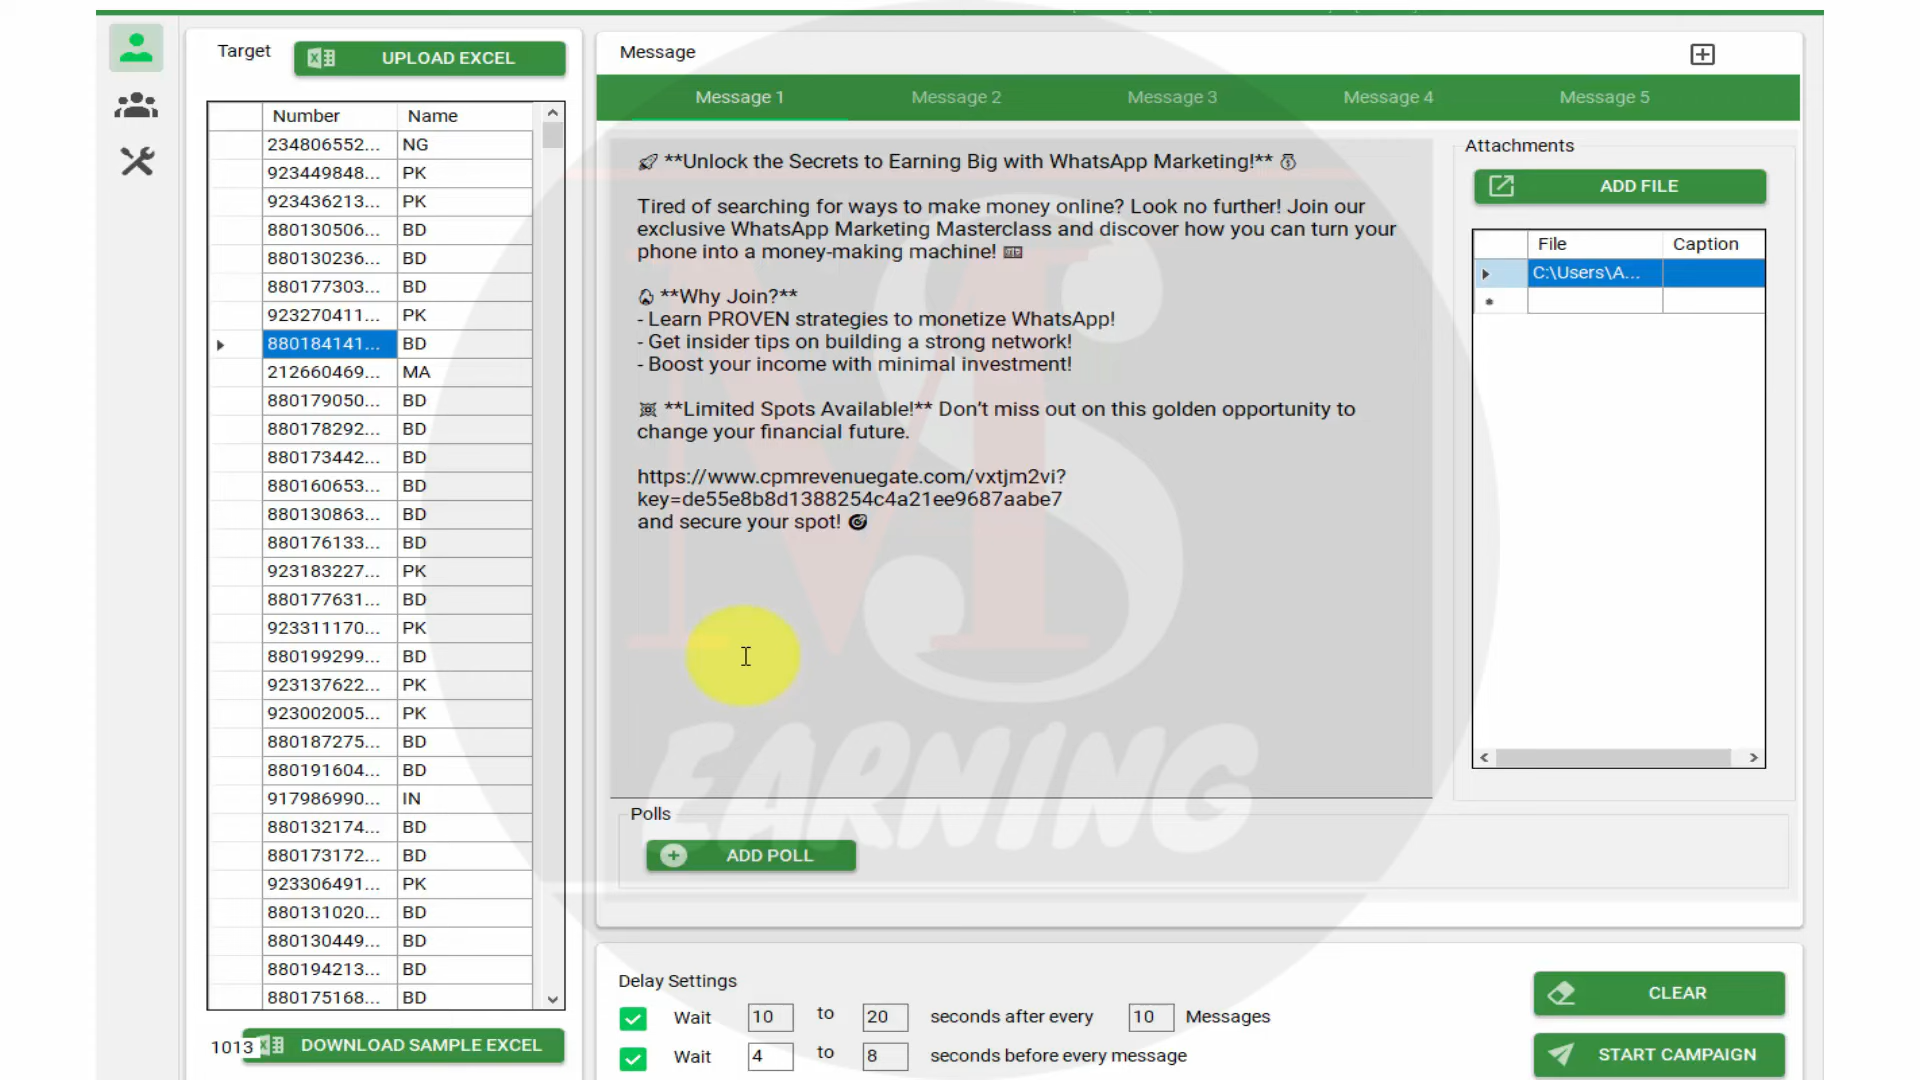 Target
UPLOAD EXCEL
Number Name
234806552... NG
923449848... PK
923436213... PK
880130506... BD
880130236... BD
880177303... BD
923270411... PK
880184141... BD
212660469... MA
880179050... BD
880178292... BD
880173442... BD
880160653... BD
880130863... BD
880176133... BD
923183227... PK
880177631... BD
923311170... PK
880199299... BD
923137622... PK
923002005... PK
880187275... BD
880191604... BD
917986990... IN
880132174... BD
880173172... BD
923306491... PK
880131020... BD
880130449... BD
880194213... BD
880175168... BD
1013 DOWNLOAD SAMPLE EXCEL
Message
Message 1 Message 2 Message 3 Message 4 Message 5
🚀 **Unlock the Secrets to Earning Big with WhatsApp Marketing!** 💰
Tired of searching for ways to make money online? Look no further! Join our
exclusive WhatsApp Marketing Masterclass and discover how you can turn your
phone into a money-making machine! 💵
🔥 **Why Join?**
- Learn PROVEN strategies to monetize WhatsApp!
- Get insider tips on building a strong network!
- Boost your income with minimal investment!
**Limited Spots Available!** Don't miss out on this golden opportunity to
change your financial future.
https://www.cpmrevenuegate.com/vxtjm2vi?
key=de55e8b8d1388254c4a21ee9687aabe7
and secure your spot! 🎯
MS
EARNING
Attachments
ADD FILE
File Caption
C:\Users\A...
Polls
ADD POLL
Delay Settings
Wait 10 to 20 seconds after every 10 Messages
Wait 4 to 8 seconds before every message
CLEAR
START CAMPAIGN